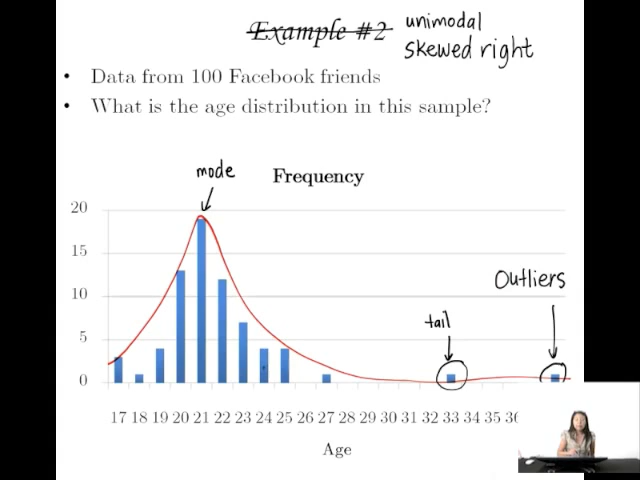 Example #2
unimodal
skewed right
• Data from 100 Facebook friends
• What is the age distribution in this sample?
mode
Frequency
20
15
10
5
0
Outliers
tail
17 18 19 20 21 22 23 24 25 26 27 28 29 30 31 32 33 34 35
Age